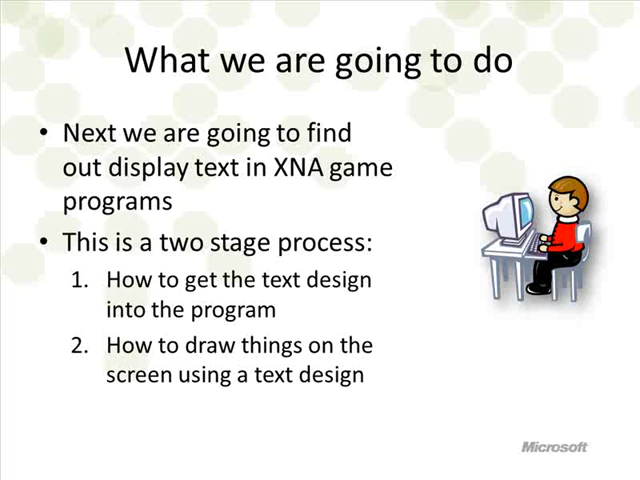 What we are going to do
• Next we are going to find
out display text in XNA game
programs
• This is a two stage process:
1. How to get the text design
into the program
2. How to draw things on the
screen using a text design
Microsoft